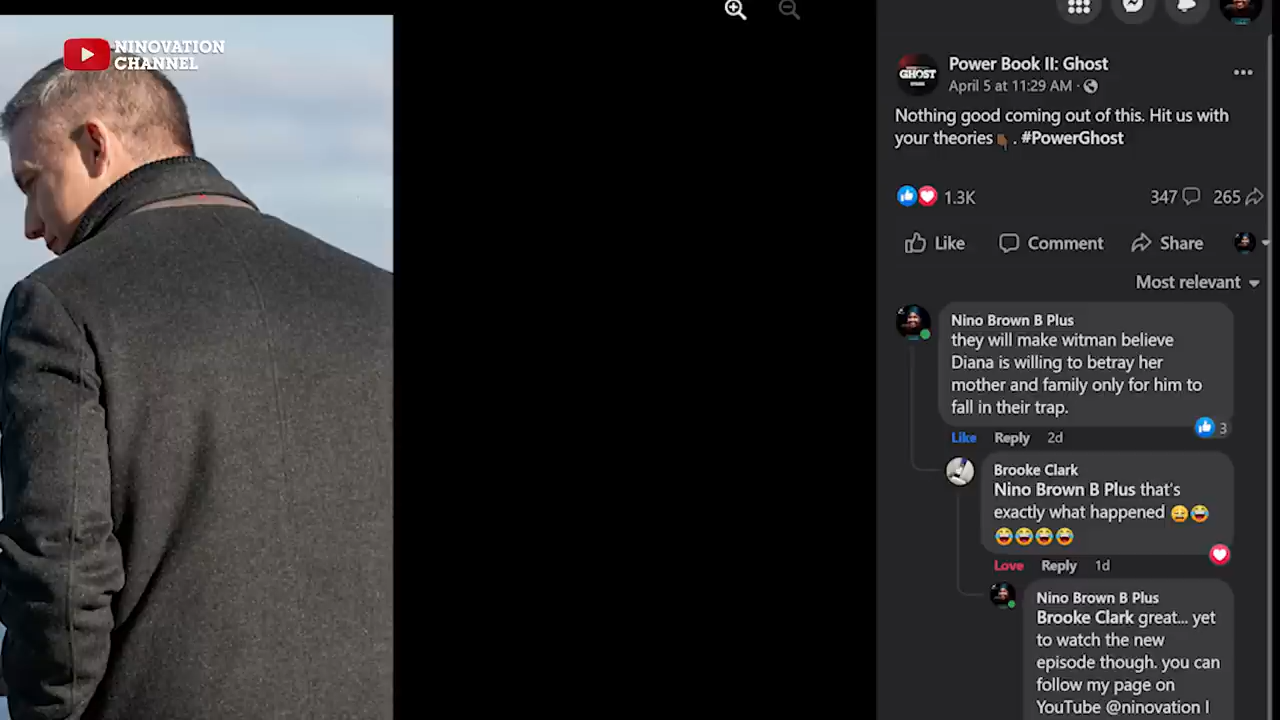 NINOVATION
CHANNEL
GHOST
Power Book II: Ghost
April 5 at 11:29 AM ·
Nothing good coming out of this. Hit us with
your theories👇🏾. #PowerGhost
1.3K
347
265
Like
Comment
Share
Most relevant
Nino Brown B Plus
they will make witman believe
Diana is willing to betray her
mother and family only for him to
fall in their trap.
3
Like Reply 2d
Brooke Clark
Nino Brown B Plus that's
exactly what happened 😅😂
😂😂😂😂
Love Reply 1d
Nino Brown B Plus
Brooke Clark great... yet
to watch the new
episode though. you can
follow my page on
YouTube @ninovation I